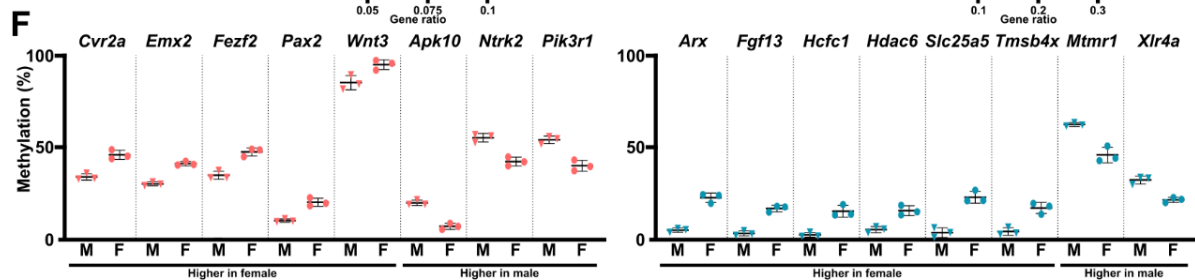 0.05 0.075 0.1
Gene ratio
0.1 0.2 0.3
Gene ratio
F
Cvr2a Emx2 Fezf2 Pax2 Wnt3 Apk10 Ntrk2 Pik3r1
Arx Fgf13 Hcfc1 Hdac6 Slc25a5 Tmsb4x Mtmr1 Xlr4a
Methylation (%)
100
50
0
M F M F M F M F M F M F M F M F
Higher in female Higher in male
100
50
0
M F M F M F M F M F M F M F M F
Higher in female Higher in male